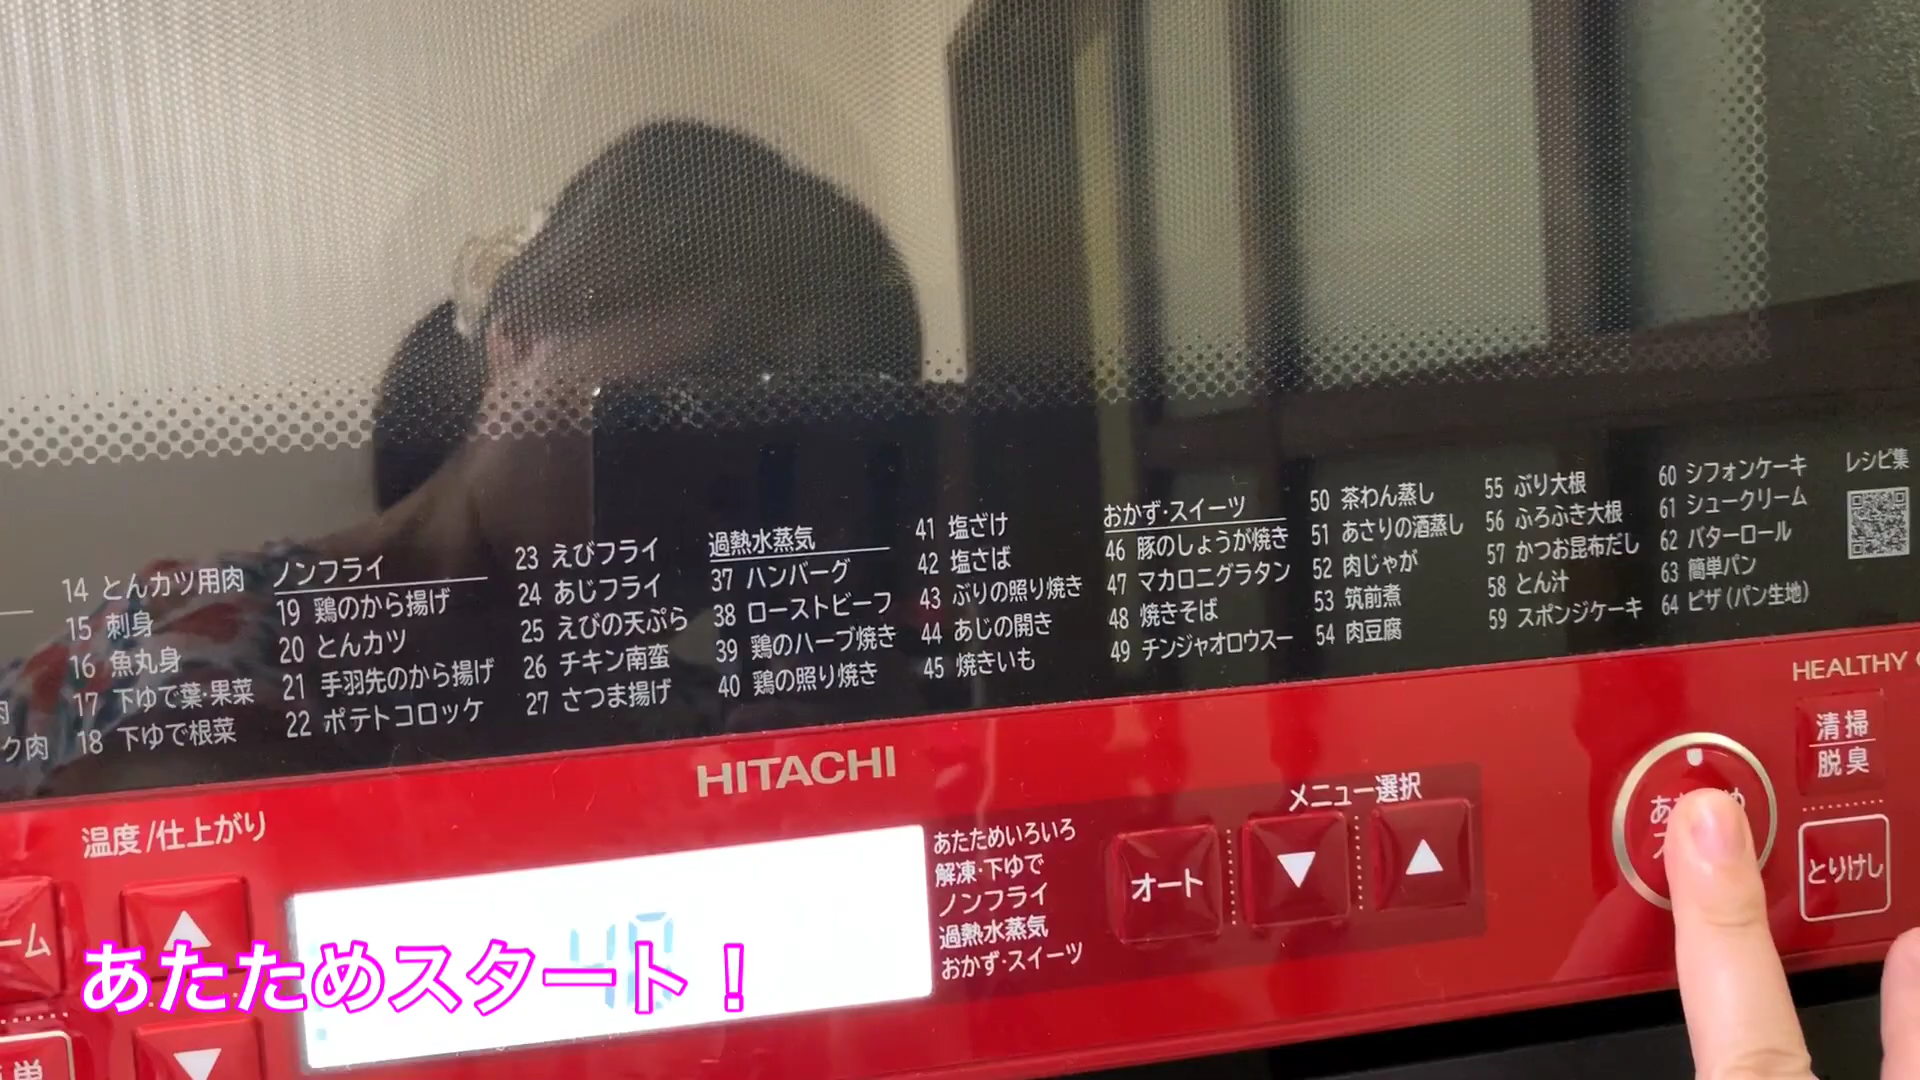 14 とんカツ用肉
15 刺身
16 魚丸身
17 下ゆで葉・果菜
18 下ゆで根菜
肉
ク肉
ノンフライ
19 鶏のから揚げ
20 とんカツ
21 手羽先のから揚げ
22 ポテトコロッケ
23 えびフライ
24 あじフライ
25 えびの天ぷら
26 チキン南蛮
27 さつま揚げ
過熱水蒸気
37 ハンバーグ
38 ローストビーフ
39 鶏のハーブ焼き
40 鶏の照り焼き
41 塩ざけ
42 塩さば
43 ぶりの照り焼き
44 あじの開き
45 焼きいも
おかず・スイーツ
46 豚のしょうが焼き
47 マカロニグラタン
48 焼きそば
49 チンジャオロウスー
50 茶わん蒸し
51 あさりの酒蒸し
52 肉じゃが
53 筑前煮
54 肉豆腐
55 ぶり大根
56 ふろふき大根
57 かつお昆布だし
58 とん汁
59 スポンジケーキ
60 シフォンケーキ
61 シュークリーム
62 バターロール
63 簡単パン
64 ピザ(パン生地)
レシピ集
HITACHI
HEALTHY
温度/仕上がり
あたためいろいろ
解凍・下ゆで
ノンフライ
過熱水蒸気
おかず・スイーツ
メニュー選択
オート
清掃
脱臭
とりけし
ーム
あたためスタート！